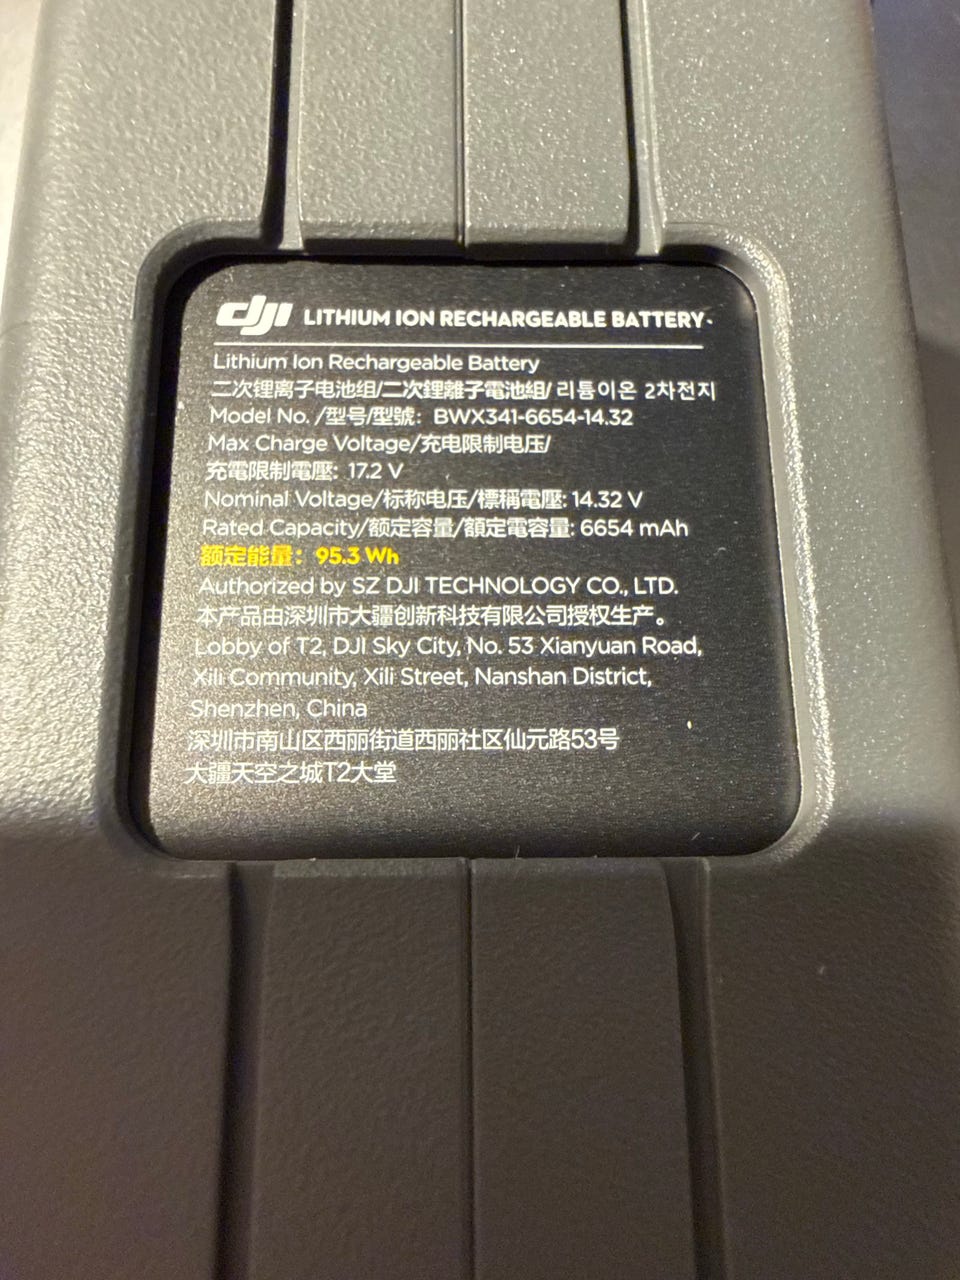 dji LITHIUM ION RECHARGEABLE BATTERY
Lithium Ion Rechargeable Battery
二次锂离子电池组/二次鋰離子電池組/ 리튬이온 2차전지
Model No. /型号/型號: BWX341-6654-14.32
Max Charge Voltage/充电限制电压/
充電限制電壓: 17.2 V
Nominal Voltage/标称电压/標稱電壓: 14.32 V
Rated Capacity/额定容量/額定電容量: 6654 mAh
额定能量: 95.3 Wh
Authorized by SZ DJI TECHNOLOGY CO., LTD.
本产品由深圳市大疆创新科技有限公司授权生产。
Lobby of T2, DJI Sky City, No. 53 Xianyuan Road,
Xili Community, Xili Street, Nanshan District,
Shenzhen, China
深圳市南山区西丽街道西丽社区仙元路53号
大疆天空之城T2大堂